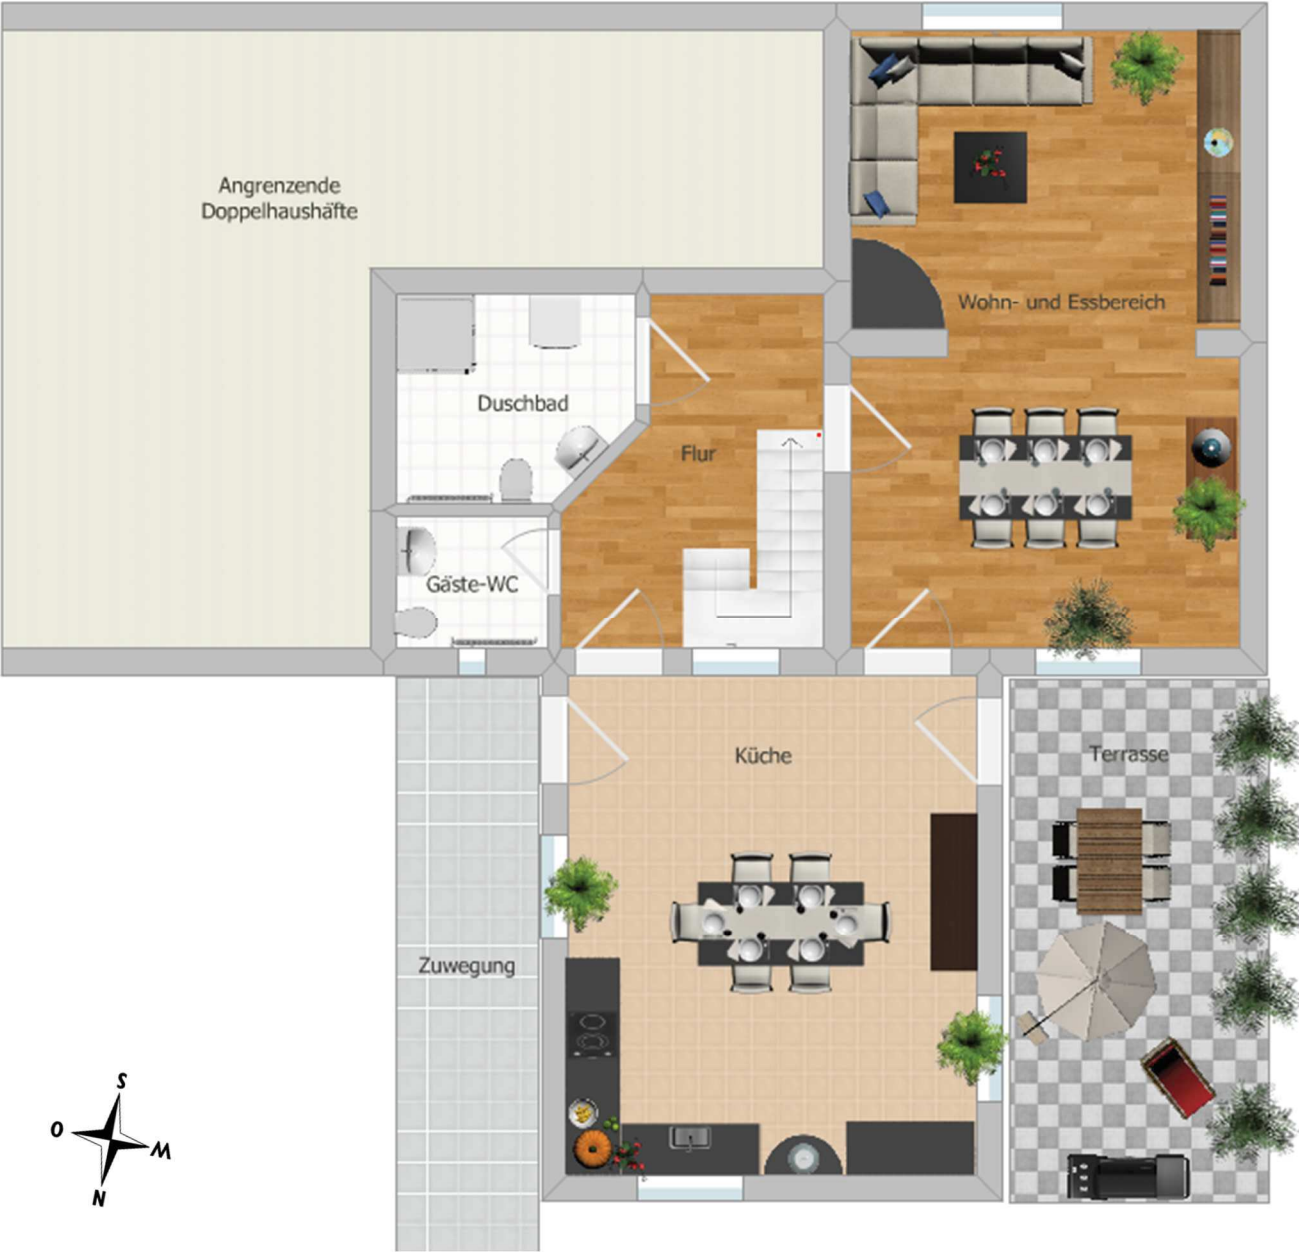 Angrenzende
Doppelhaushäfte
Wohn- und Essbereich
Duschbad
Flur
Gäste-WC
Küche
Terrasse
Zuwegung
S
O
W
N